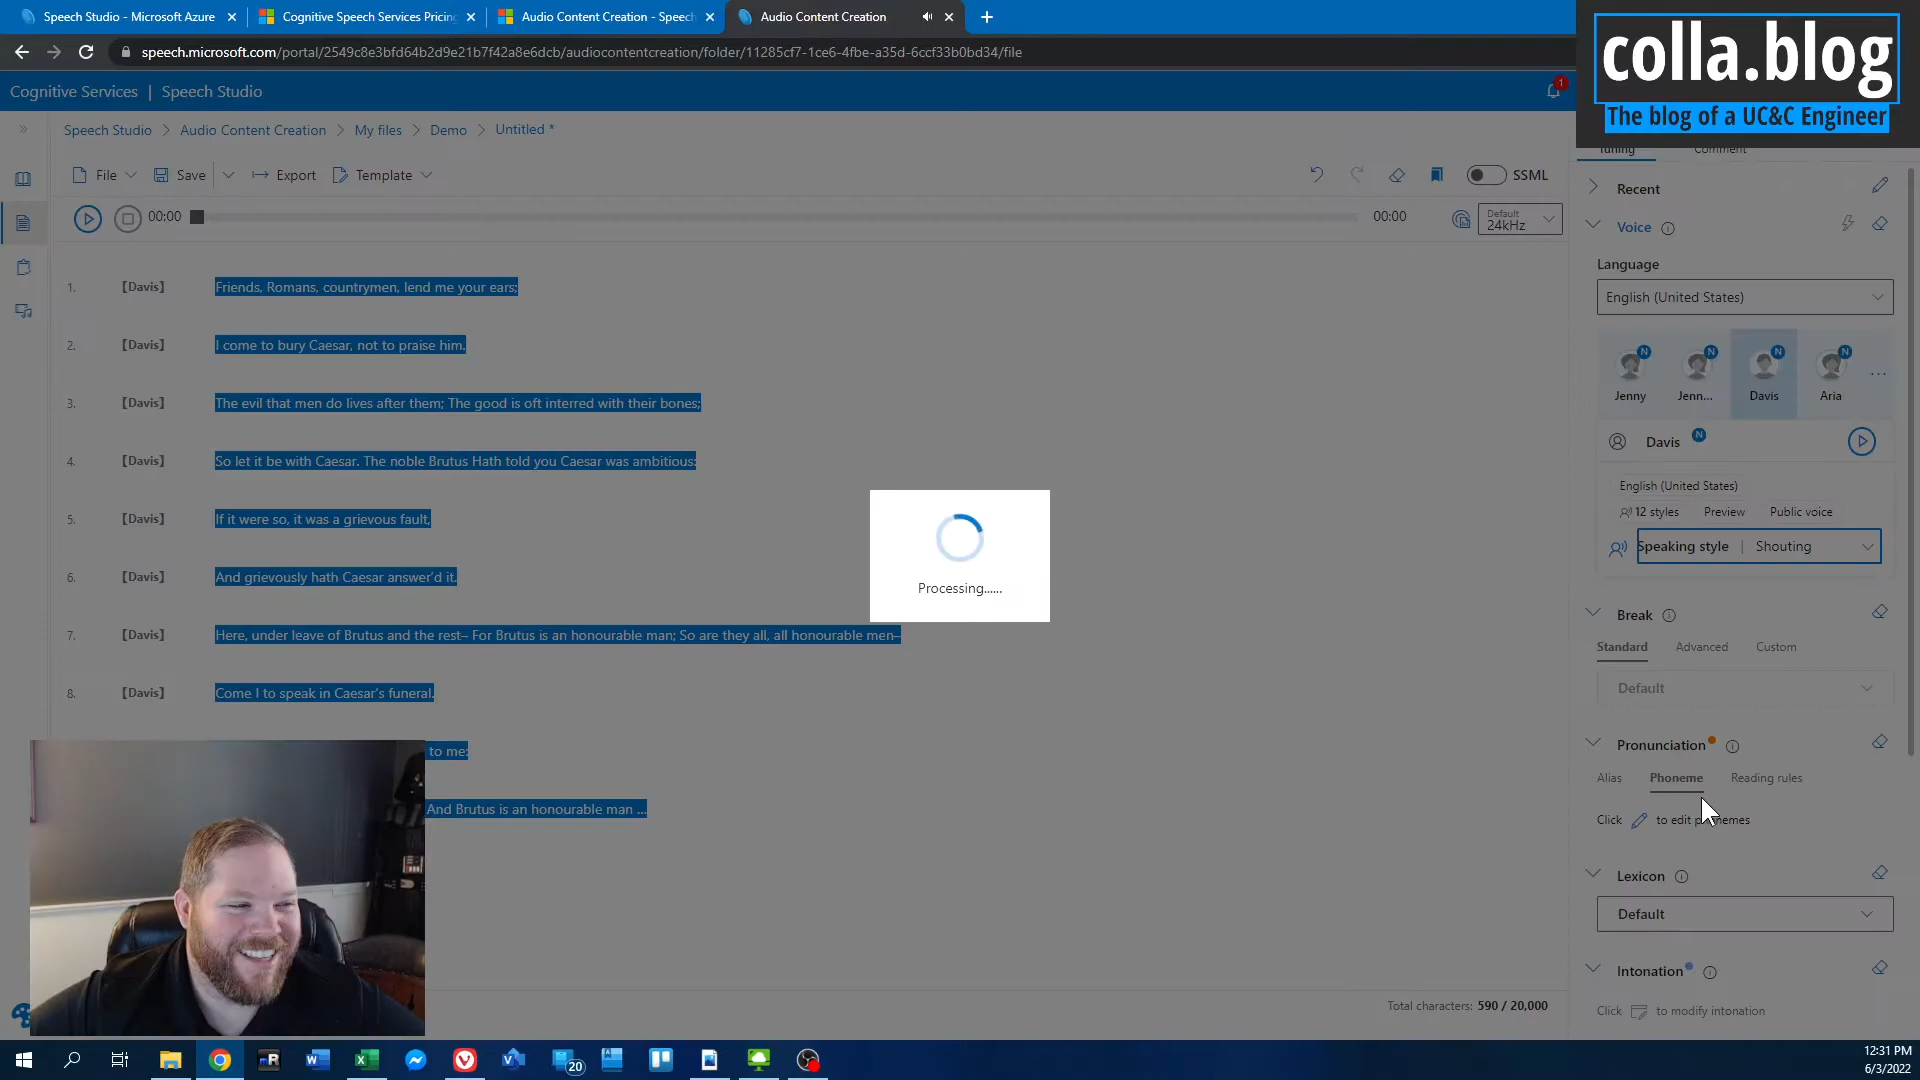 Speech Studio - Microsoft Azure
Cognitive Speech Services Pricing
Audio Content Creation - Speech
Audio Content Creation
speech.microsoft.com/portal/2549c8e3bfd64b2d9e21b7f42a8e6dcb/audiocontentcreation/folder/11285cf7-1ce6-4fbe-a35d-6ccf33b0bd34/file
colla.blog
The blog of a UC&C Engineer
Cognitive Services | Speech Studio
1
Speech Studio > Audio Content Creation > My files > Demo > Untitled *
Tuning Comment
File Save Export Template SSML
Recent
00:00 00:00
Default
24kHz
Voice
Language
English (United States)
1. [Davis] Friends, Romans, countrymen, lend me your ears;
2. [Davis] I come to bury Caesar, not to praise him.
3. [Davis] The evil that men do lives after them; The good is oft interred with their bones;
4. [Davis] So let it be with Caesar. The noble Brutus Hath told you Caesar was ambitious:
5. [Davis] If it were so, it was a grievous fault,
6. [Davis] And grievously hath Caesar answer’d it.
7. [Davis] Here, under leave of Brutus and the rest– For Brutus is an honourable man; So are they all, all honourable men–
8. [Davis] Come I to speak in Caesar’s funeral.
to me:
And Brutus is an honourable man ...
Processing......
N N N N
Jenny Jenn... Davis Aria ...
Davis N
English (United States)
12 styles Preview Public voice
Speaking style | Shouting
Break
Standard Advanced Custom
Default
Pronunciation
Alias Phoneme Reading rules
Click to edit phonemes
Lexicon
Default
Intonation
Click to modify intonation
Total characters: 590 / 20,000
20
12:31 PM
6/3/2022